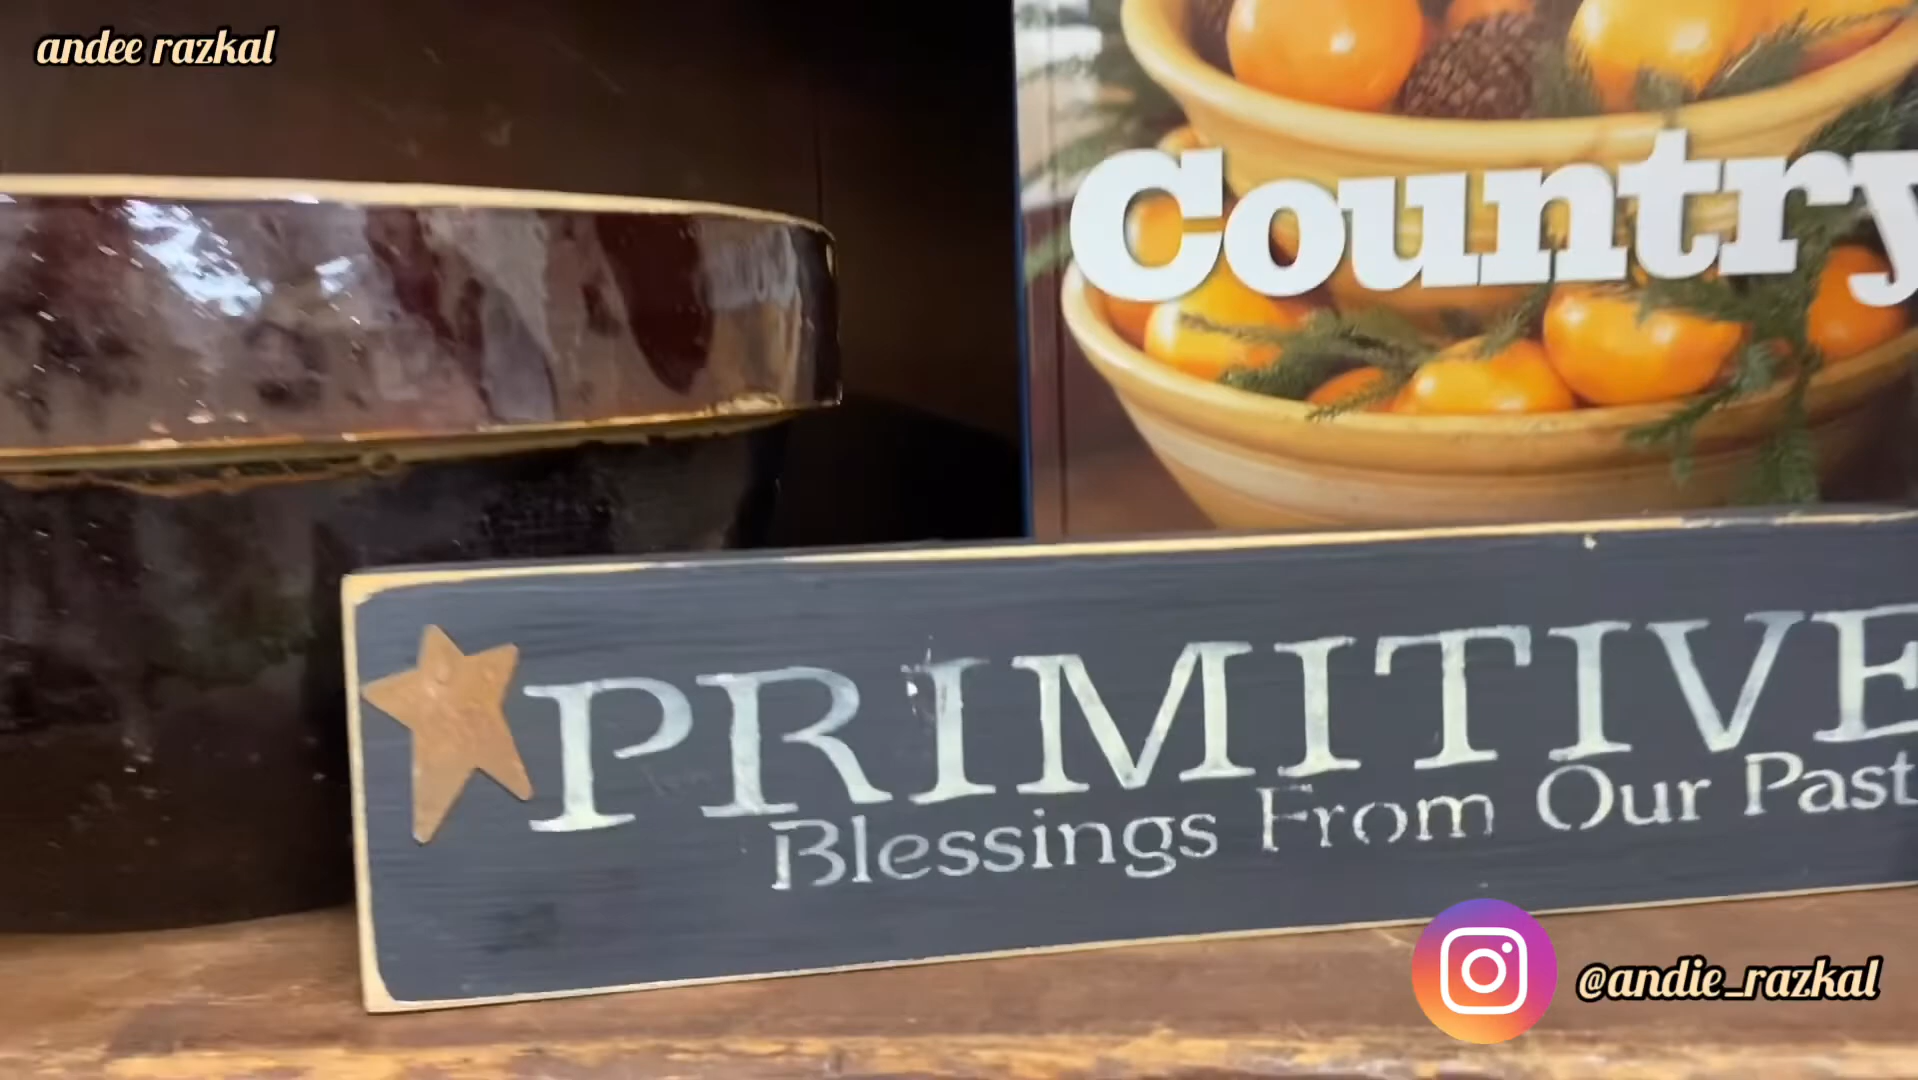 andee razkal
Country
PRIMITIVE
Blessings From Our Past
@andie_razkal